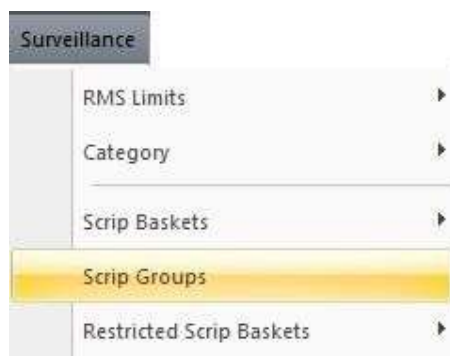 Surveillance
RMS Limits
Category
Scrip Baskets
Scrip Groups
Restricted Scrip Baskets